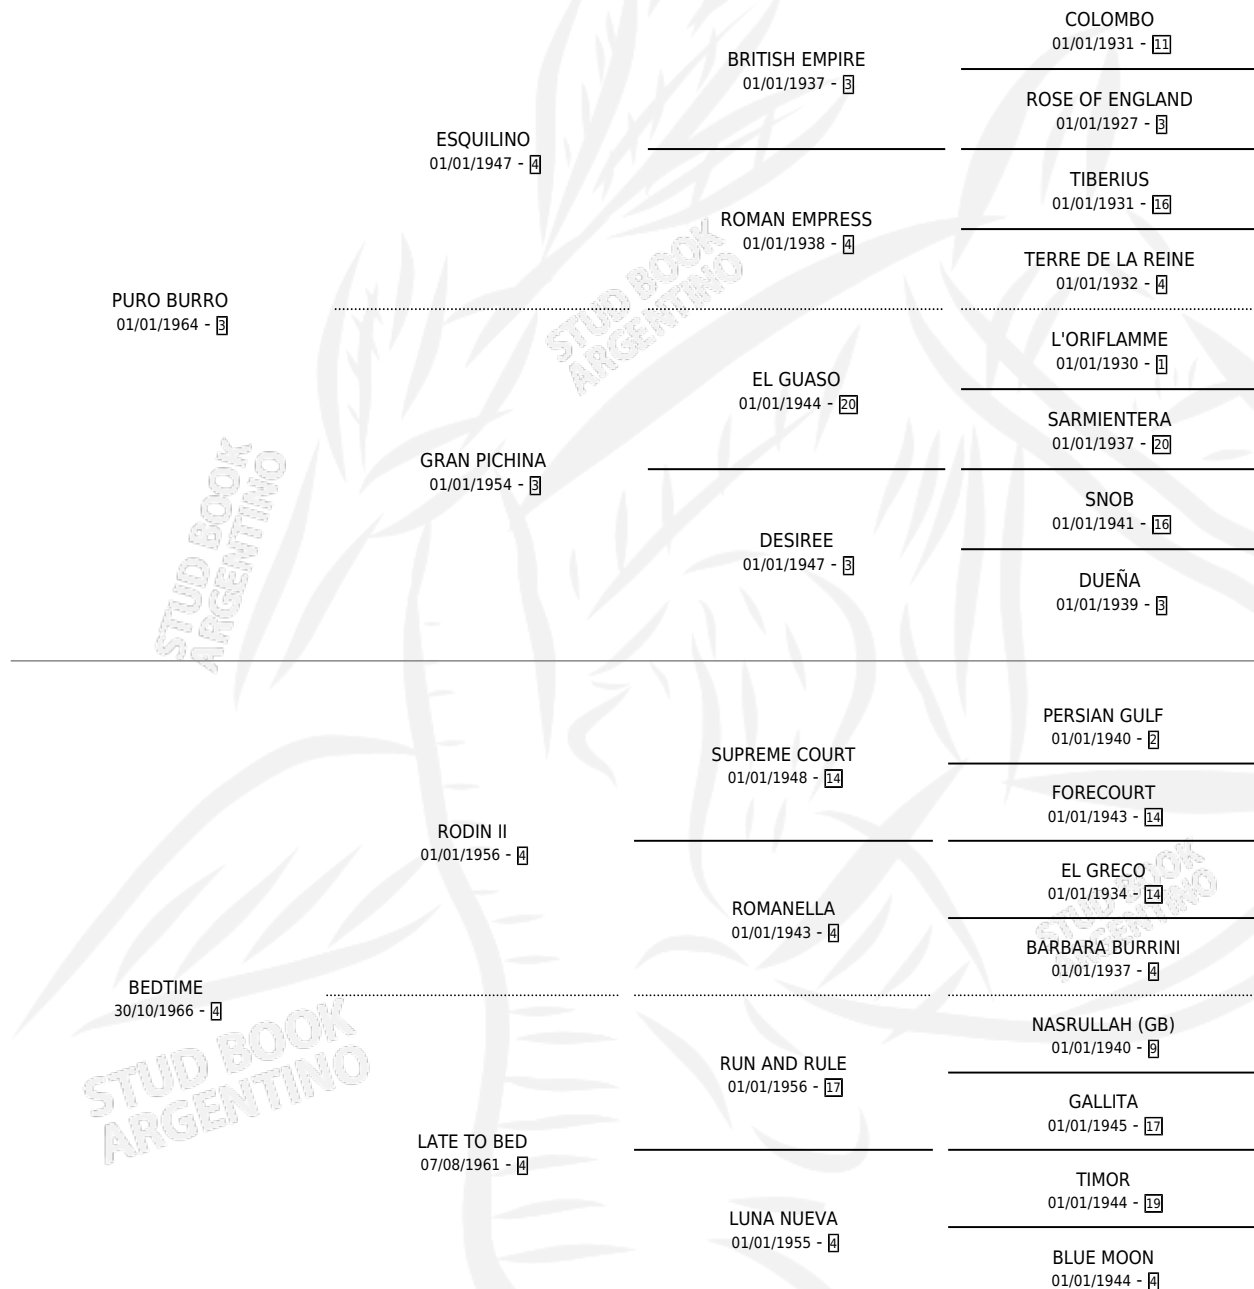 COLOMBO
01/01/1931 - 11
BRITISH EMPIRE
01/01/1937 - 3
ROSE OF ENGLAND
01/01/1927 - 3
ESQUILINO
01/01/1947 - 4
TIBERIUS
01/01/1931 - 16
ROMAN EMPRESS
01/01/1938 - 4
TERRE DE LA REINE
01/01/1932 - 4
PURO BURRO
01/01/1964 - 3
L'ORIFLAMME
01/01/1930 - 1
EL GUASO
01/01/1944 - 20
SARMIENTERA
01/01/1937 - 20
GRAN PICHINA
01/01/1954 - 3
SNOB
01/01/1941 - 16
DESIREE
01/01/1947 - 3
DUEÑA
01/01/1939 - 3
STUD BOOK
ARGENTINO
STUD BOOK
ARGENTINO
PERSIAN GULF
01/01/1940 - 2
SUPREME COURT
01/01/1948 - 14
FORECOURT
01/01/1943 - 14
RODIN II
01/01/1956 - 4
EL GRECO
01/01/1934 - 14
ROMANELLA
01/01/1943 - 4
BARBARA BURRINI
01/01/1937 - 4
BEDTIME
30/10/1966 - 4
NASRULLAH (GB)
01/01/1940 - 9
RUN AND RULE
01/01/1956 - 17
GALLITA
01/01/1945 - 17
LATE TO BED
07/08/1961 - 4
TIMOR
01/01/1944 - 19
LUNA NUEVA
01/01/1955 - 4
BLUE MOON
01/01/1944 - 4
STUD BOOK
ARGENTINO
STUD BOOK
ARGENTINO